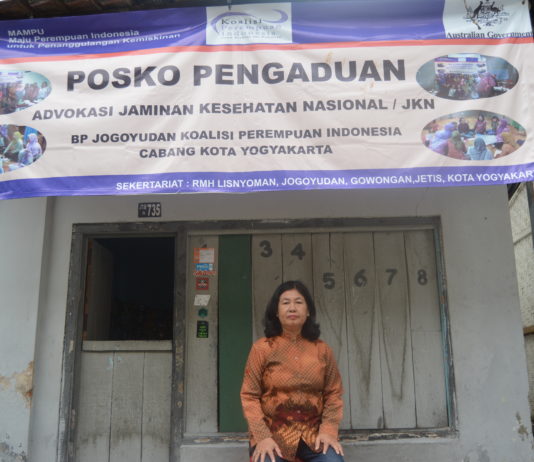 MAMPU
Maju Perempuan Indonesia
untuk Penanggulangan Kemiskinan
Koalisi
Perempuan
Indonesia
Australian Government
POSKO PENGADUAN
ADVOKASI JAMINAN KESEHATAN NASIONAL / JKN
BP JOGOYUDAN KOALISI PEREMPUAN INDONESIA
CABANG KOTA YOGYAKARTA
SEKERTARIAT : RMH LISNYOMAN, JOGOYUDAN, GOWONGAN,JETIS, KOTA YOGYAKAR
735
3 4 5 6 7 8